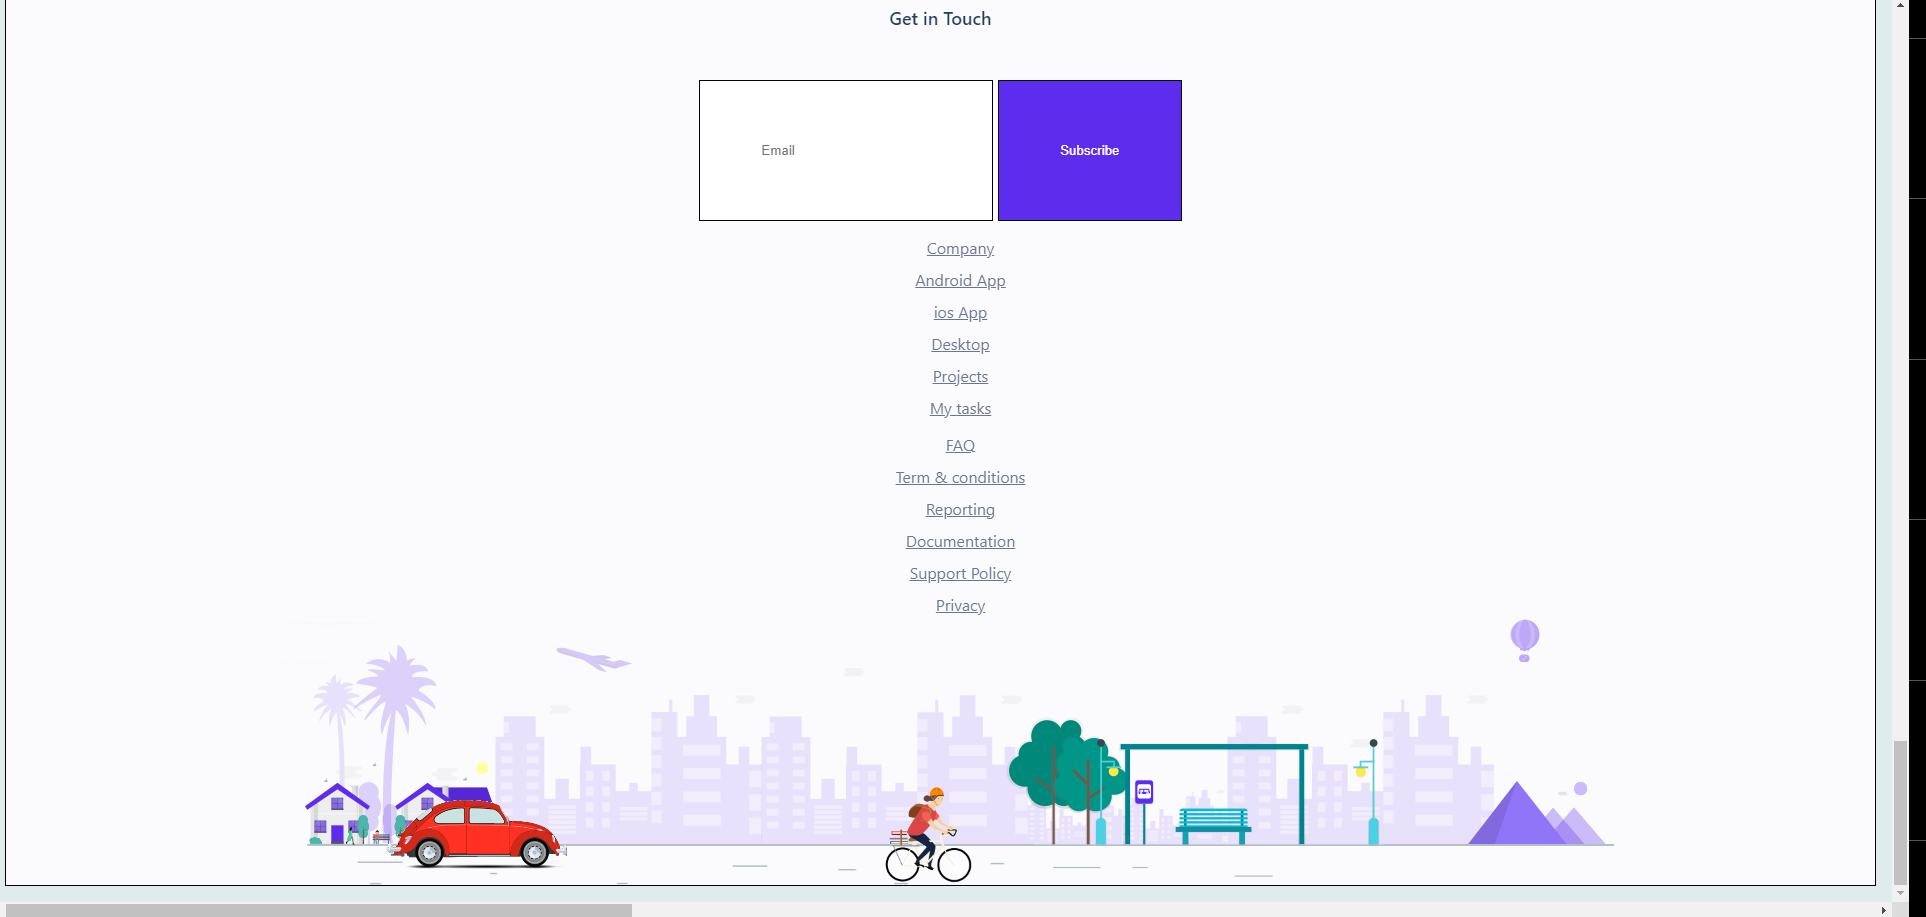 Get in Touch
Email
Subscribe
Company
Android App
ios App
Desktop
Projects
My tasks
FAQ
Term & conditions
Reporting
Documentation
Support Policy
Privacy